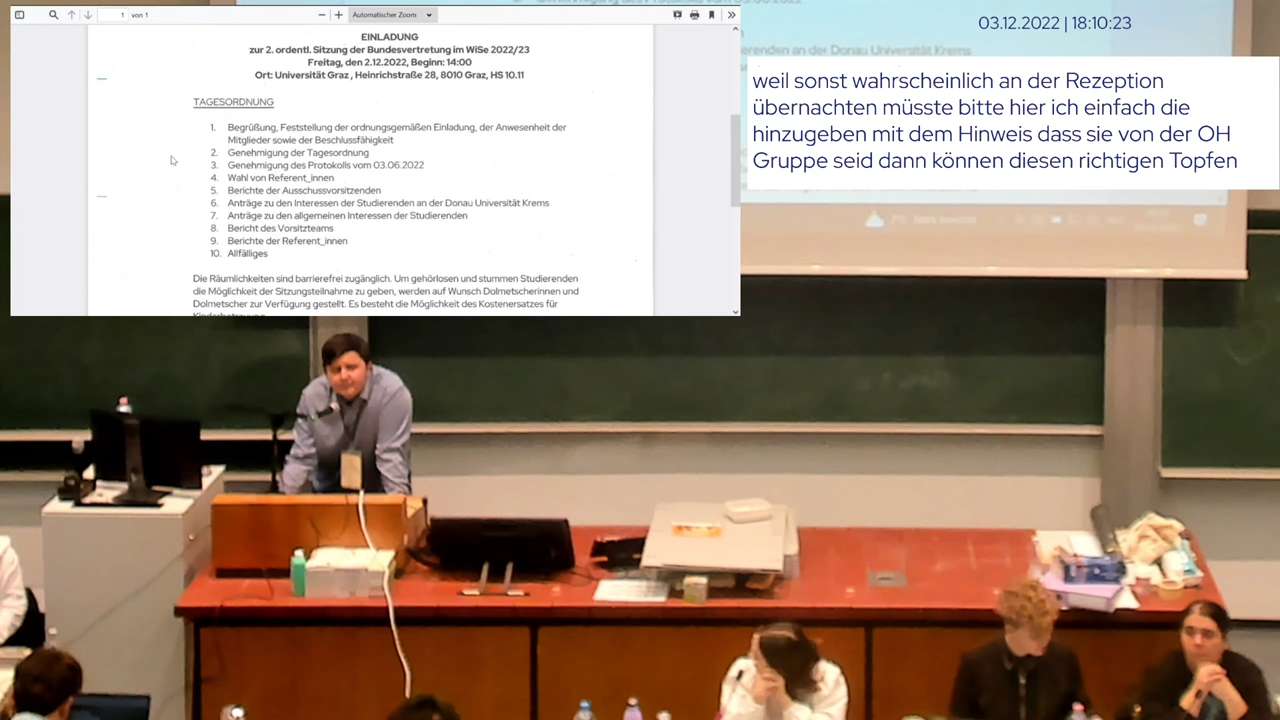 1 von 1
Automatischer Zoom
EINLADUNG
zur 2. ordentl. Sitzung der Bundesvertretung im WiSe 2022/23
Freitag, den 2.12.2022, Beginn: 14:00
Ort: Universität Graz , Heinrichstraße 28, 8010 Graz, HS 10.11
TAGESORDNUNG
1. Begrüßung, Feststellung der ordnungsgemäßen Einladung, der Anwesenheit der
Mitglieder sowie der Beschlussfähigkeit
2. Genehmigung der Tagesordnung
3. Genehmigung des Protokolls vom 03.06.2022
4. Wahl von Referent_innen
5. Berichte der Ausschussvorsitzenden
6. Anträge zu den Interessen der Studierenden an der Donau Universität Krems
7. Anträge zu den allgemeinen Interessen der Studierenden
8. Bericht des Vorsitzteams
9. Berichte der Referent_innen
10. Allfälliges
Die Räumlichkeiten sind barrierefrei zugänglich. Um gehörlosen und stummen Studierenden
die Möglichkeit der Sitzungsteilnahme zu geben, werden auf Wunsch Dolmetscherinnen und
Dolmetscher zur Verfügung gestellt. Es besteht die Möglichkeit des Kostenersatzes für
Kinderbetreuung
03.12.2022 | 18:10:23
erenden an der Donau Universität Krems
weil sonst wahrscheinlich an der Rezeption
übernachten müsste bitte hier ich einfach die
hinzugeben mit dem Hinweis dass sie von der OH
Gruppe seid dann können diesen richtigen Topfen